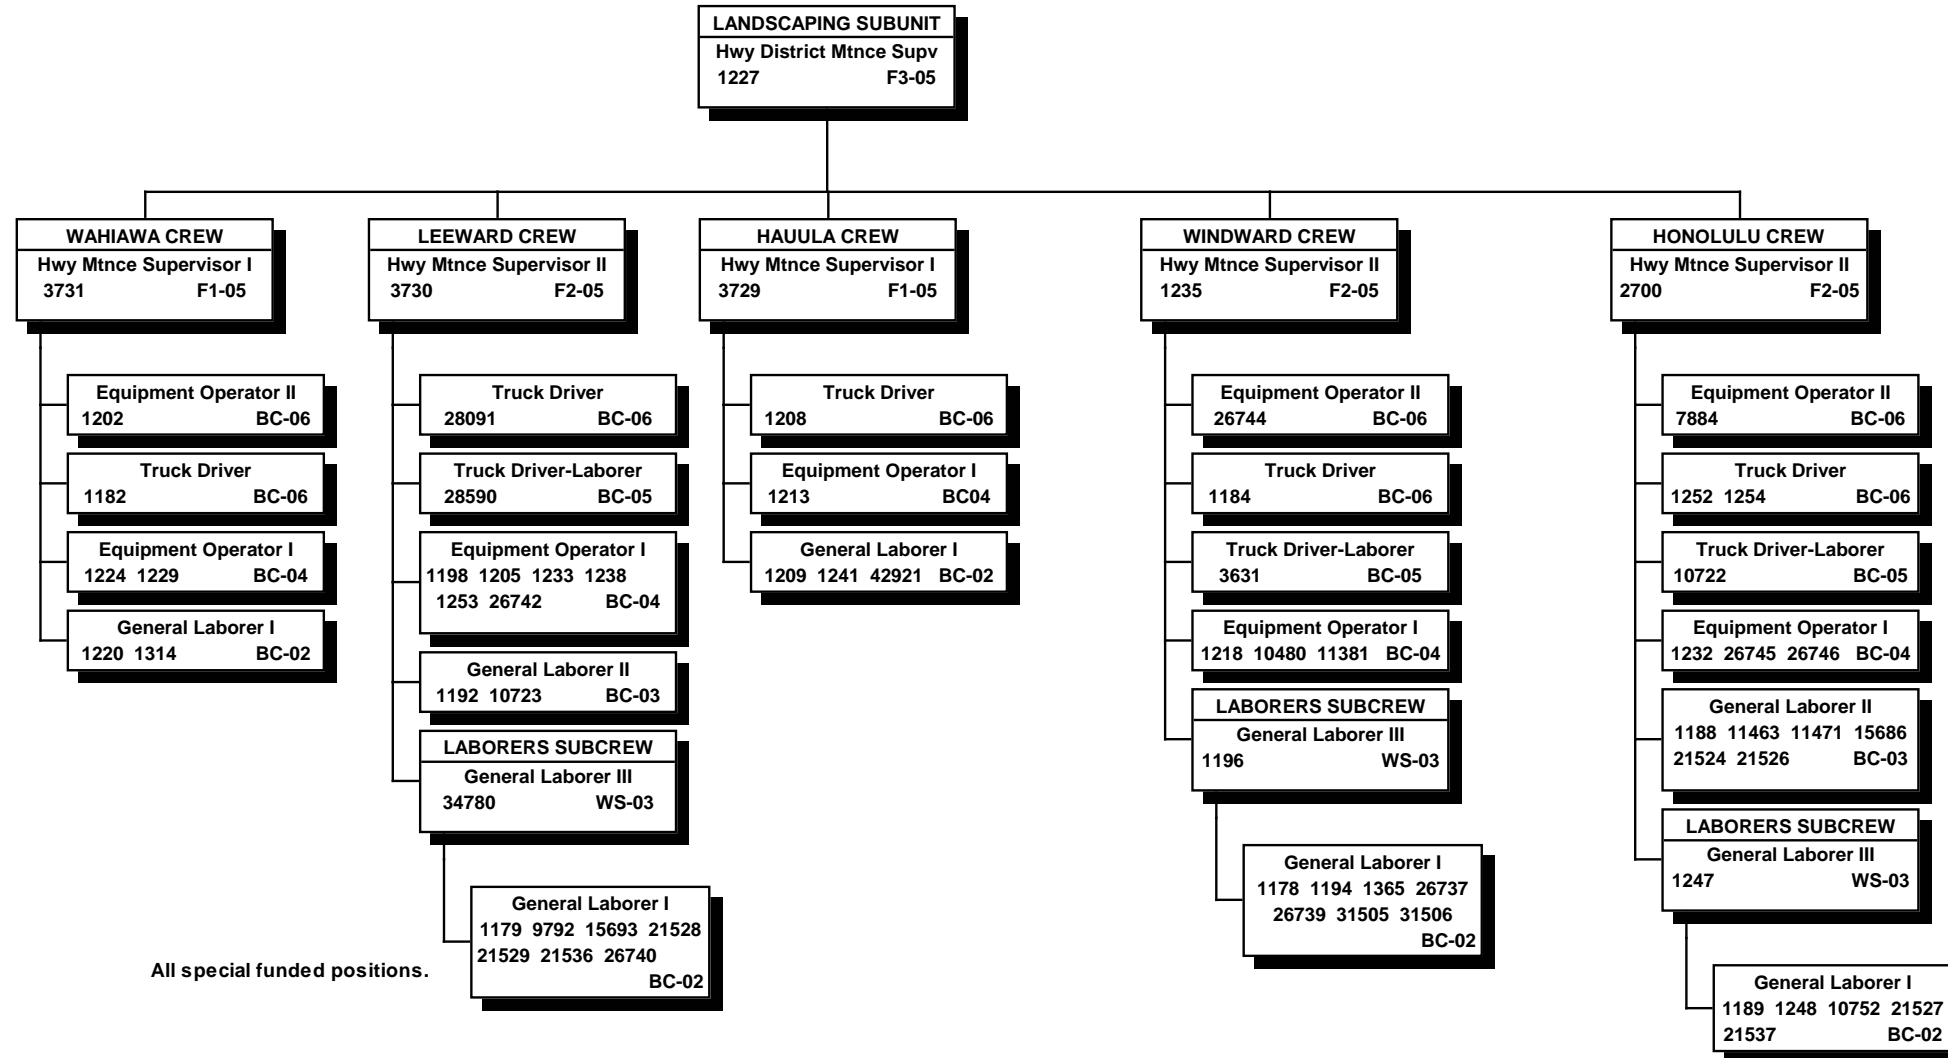 LANDSCAPING SUBUNIT
Hwy District Mtnce Supv
1227 F3-05
WAHIAWA CREW
Hwy Mtnce Supervisor I
3731 F1-05
Equipment Operator II
1202 BC-06
Truck Driver
1182 BC-06
Equipment Operator I
1224 1229 BC-04
General Laborer I
1220 1314 BC-02
LEEWARD CREW
Hwy Mtnce Supervisor II
3730 F2-05
Truck Driver
28091 BC-06
Truck Driver-Laborer
28590 BC-05
Equipment Operator I
1198 1205 1233 1238
1253 26742 BC-04
General Laborer II
1192 10723 BC-03
LABORERS SUBCREW
General Laborer III
34780 WS-03
General Laborer I
1179 9792 15693 21528
21529 21536 26740
BC-02
HAUULA CREW
Hwy Mtnce Supervisor I
3729 F1-05
Truck Driver
1208 BC-06
Equipment Operator I
1213 BC04
General Laborer I
1209 1241 42921 BC-02
WINDWARD CREW
Hwy Mtnce Supervisor II
1235 F2-05
Equipment Operator II
26744 BC-06
Truck Driver
1184 BC-06
Truck Driver-Laborer
3631 BC-05
Equipment Operator I
1218 10480 11381 BC-04
LABORERS SUBCREW
General Laborer III
1196 WS-03
General Laborer I
1178 1194 1365 26737
26739 31505 31506
BC-02
HONOLULU CREW
Hwy Mtnce Supervisor II
2700 F2-05
Equipment Operator II
7884 BC-06
Truck Driver
1252 1254 BC-06
Truck Driver-Laborer
10722 BC-05
Equipment Operator I
1232 26745 26746 BC-04
General Laborer II
1188 11463 11471 15686
21524 21526 BC-03
LABORERS SUBCREW
General Laborer III
1247 WS-03
General Laborer I
1189 1248 10752 21527
21537 BC-02
All special funded positions.